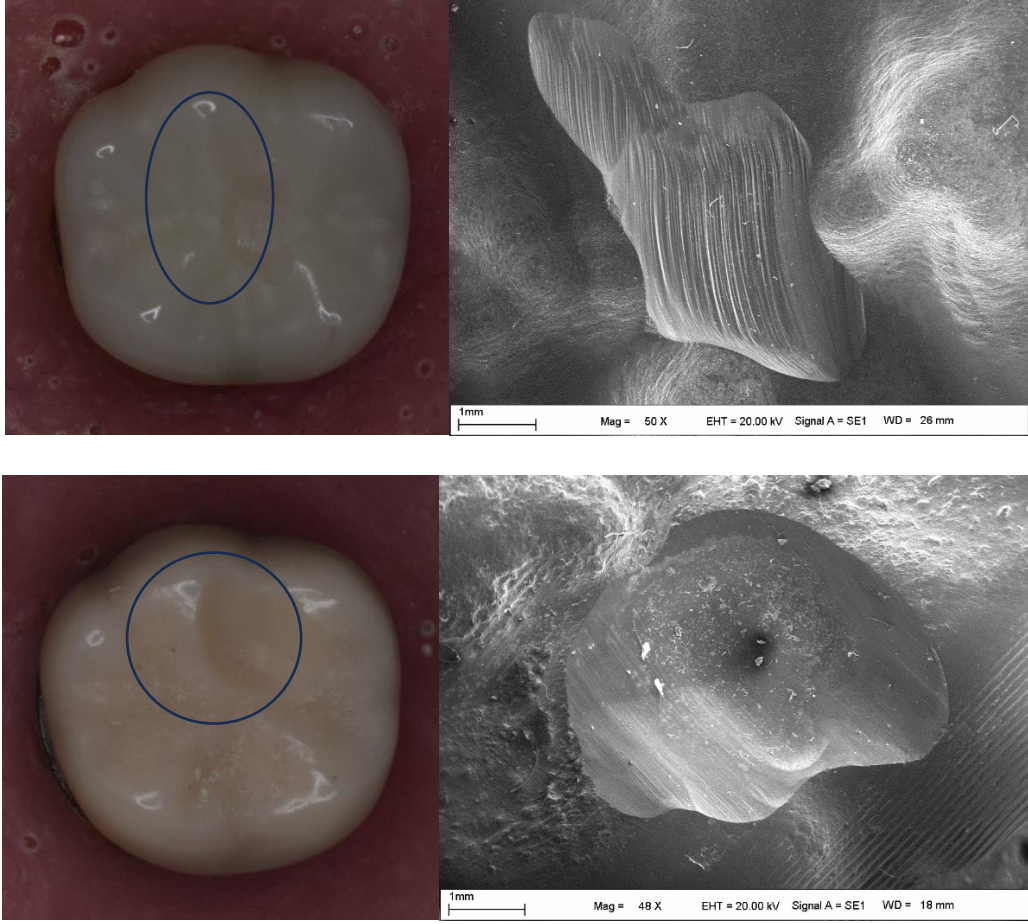 1mm
Mag = 50 X EHT = 20.00 kV Signal A = SE1 WD = 26 mm
1mm
Mag = 48 X EHT = 20.00 kV Signal A = SE1 WD = 18 mm